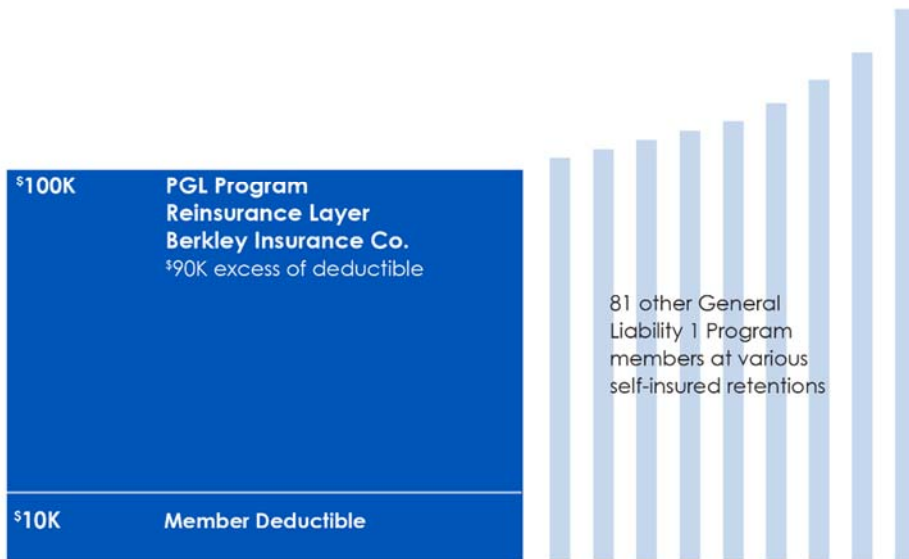 $100K PGL Program
Reinsurance Layer
Berkley Insurance Co.
$90K excess of deductible
81 other General
Liability 1 Program
members at various
self-insured retentions
$10K Member Deductible